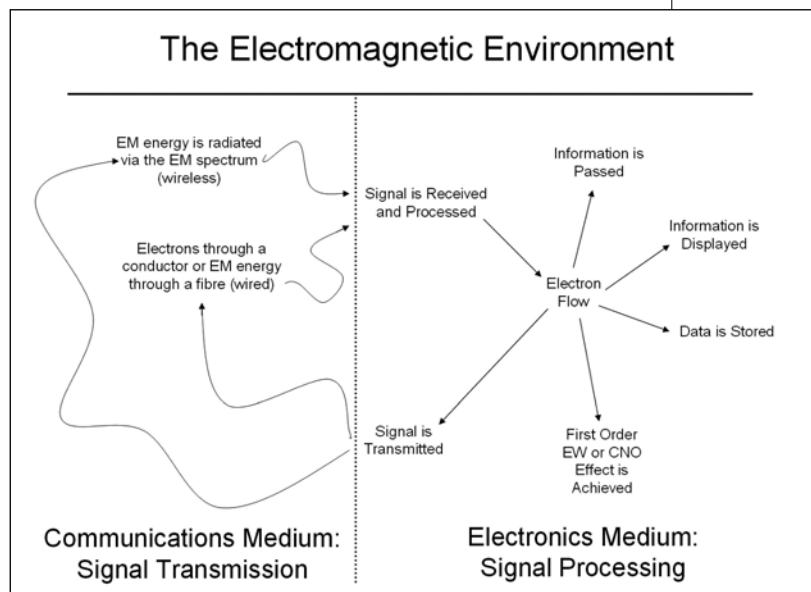 The Electromagnetic Environment
EM energy is radiated
via the EM spectrum
(wireless)
Electrons through a
conductor or EM energy
through a fibre (wired)
Signal is Received
and Processed
Information is
Passed
Information is
Displayed
Electron
Flow
Data is Stored
Signal is
Transmitted
First Order
EW or CNO
Effect is
Achieved
Communications Medium:
Signal Transmission
Electronics Medium:
Signal Processing